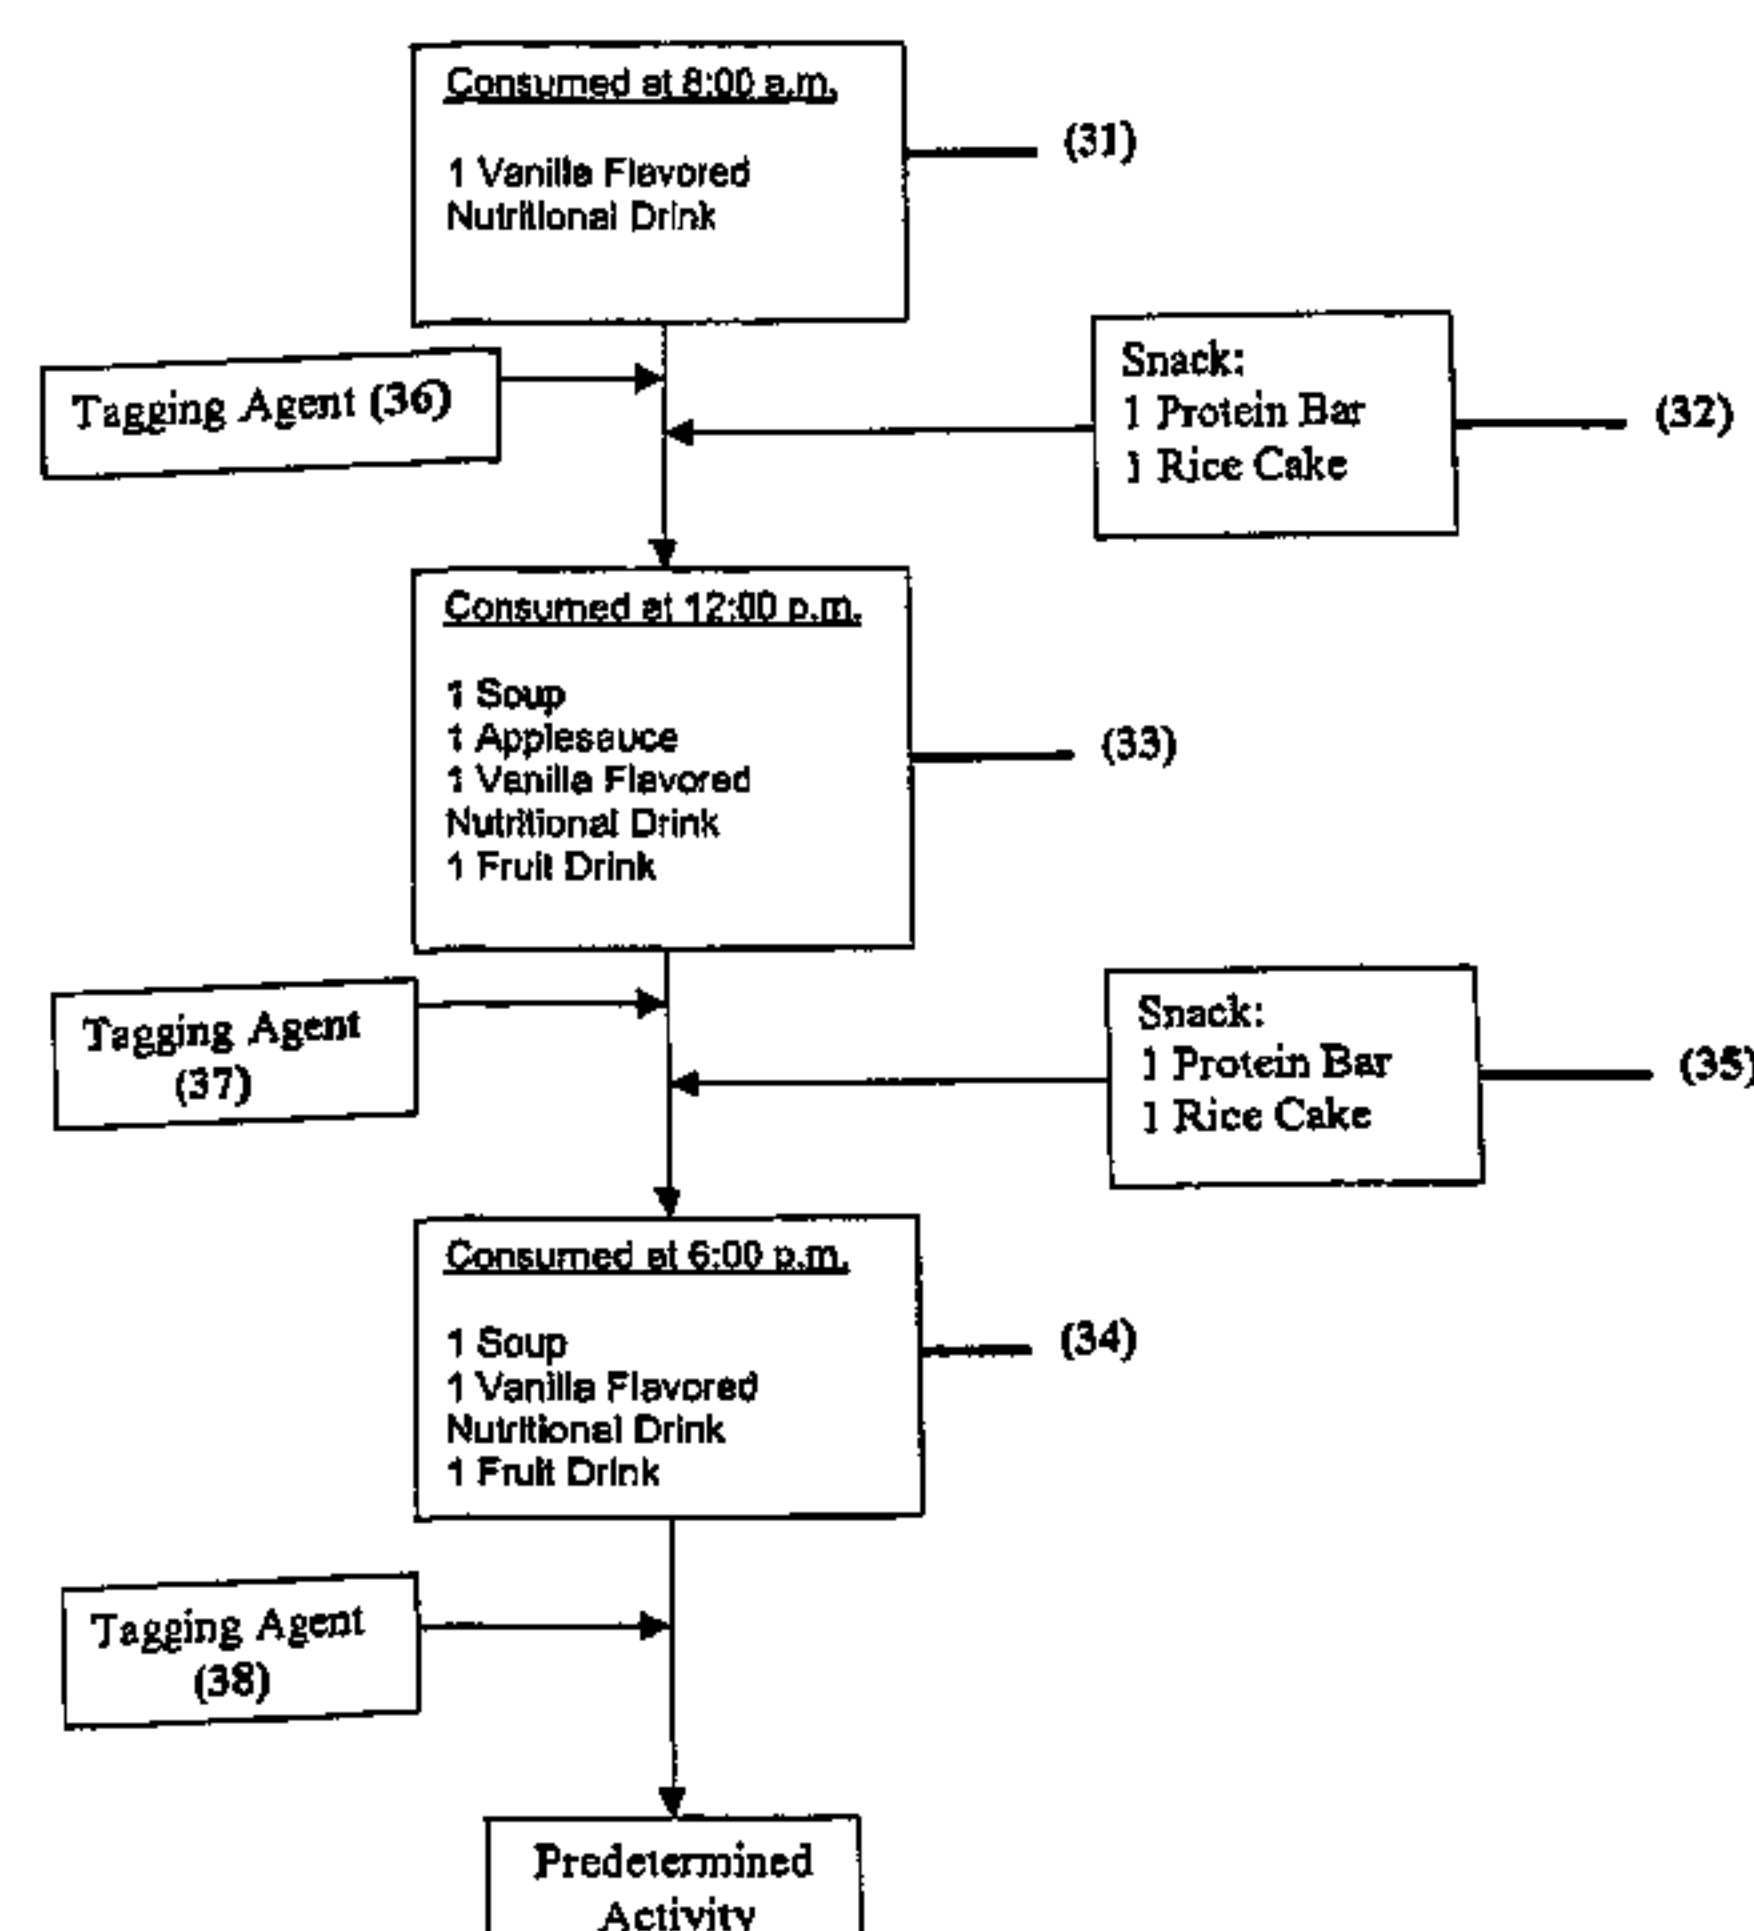 Consumed at 8:00 a.m.
1 Vanilla Flavored
Nutritional Drink
(31)
Tagging Agent (36)
Snack:
1 Protein Bar
1 Rice Cake
(32)
Consumed at 12:00 p.m.
1 Soup
1 Applesauce
1 Vanilla Flavored
Nutritional Drink
1 Fruit Drink
(33)
Tagging Agent
(37)
Snack:
1 Protein Bar
1 Rice Cake
(35)
Consumed at 6:00 p.m.
1 Soup
1 Vanilla Flavored
Nutritional Drink
1 Fruit Drink
(34)
Tagging Agent
(38)
Predetermined
Activity